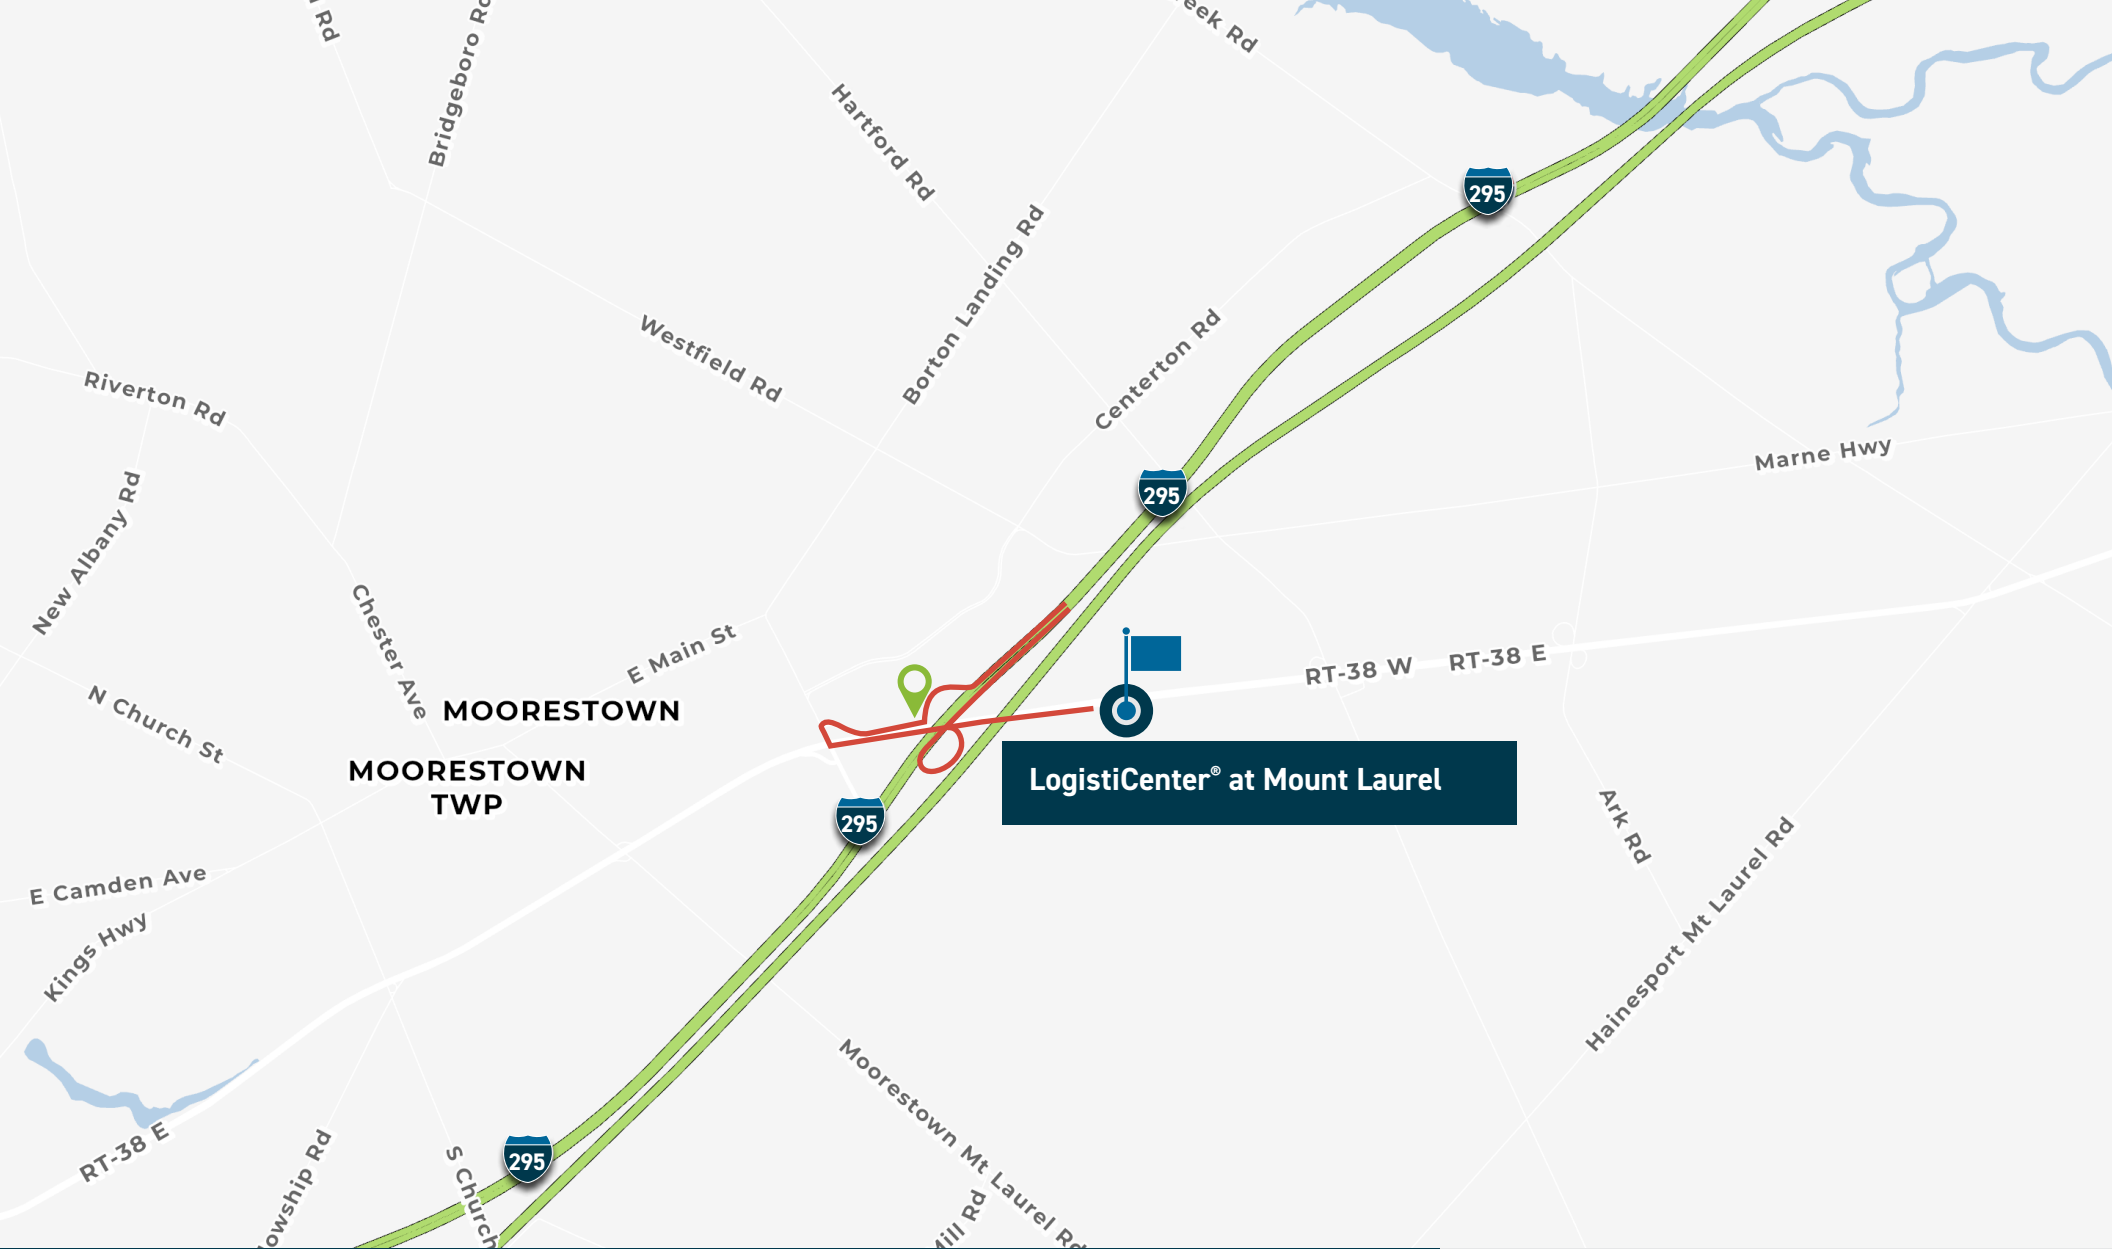 Rd
Bridgeboro Rd
eek Rd
Hartford Rd
295
Borton Landing Rd
Westfield Rd
Centerton Rd
Riverton Rd
Marne Hwy
New Albany Rd
295
Chester Ave
E Main St
RT-38 W
RT-38 E
N Church St
MOORESTOWN
MOORESTOWN
TWP
LogistiCenter® at Mount Laurel
295
Ark Rd
Hainesport Mt Laurel Rd
E Camden Ave
Kings Hwy
Moorestown Mt Laurel Rd
RT-38 E
295
lowship Rd
S Church
Mill Rd